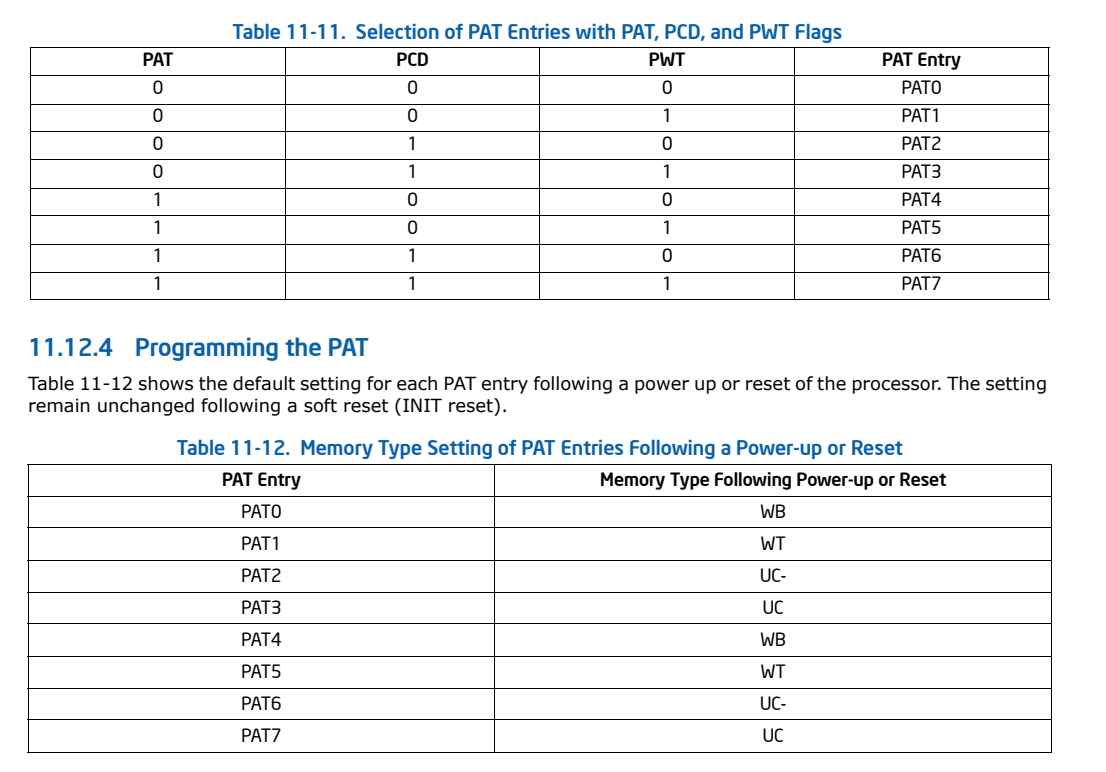 Table 11-11. Selection of PAT Entries with PAT, PCD, and PWT Flags
PAT PCD PWT PAT Entry
0 0 0 PAT0
0 0 1 PAT1
0 1 0 PAT2
0 1 1 PAT3
1 0 0 PAT4
1 0 1 PAT5
1 1 0 PAT6
1 1 1 PAT7
11.12.4 Programming the PAT
Table 11-12 shows the default setting for each PAT entry following a power up or reset of the processor. The setting
remain unchanged following a soft reset (INIT reset).
Table 11-12. Memory Type Setting of PAT Entries Following a Power-up or Reset
PAT Entry Memory Type Following Power-up or Reset
PAT0 WB
PAT1 WT
PAT2 UC-
PAT3 UC
PAT4 WB
PAT5 WT
PAT6 UC-
PAT7 UC